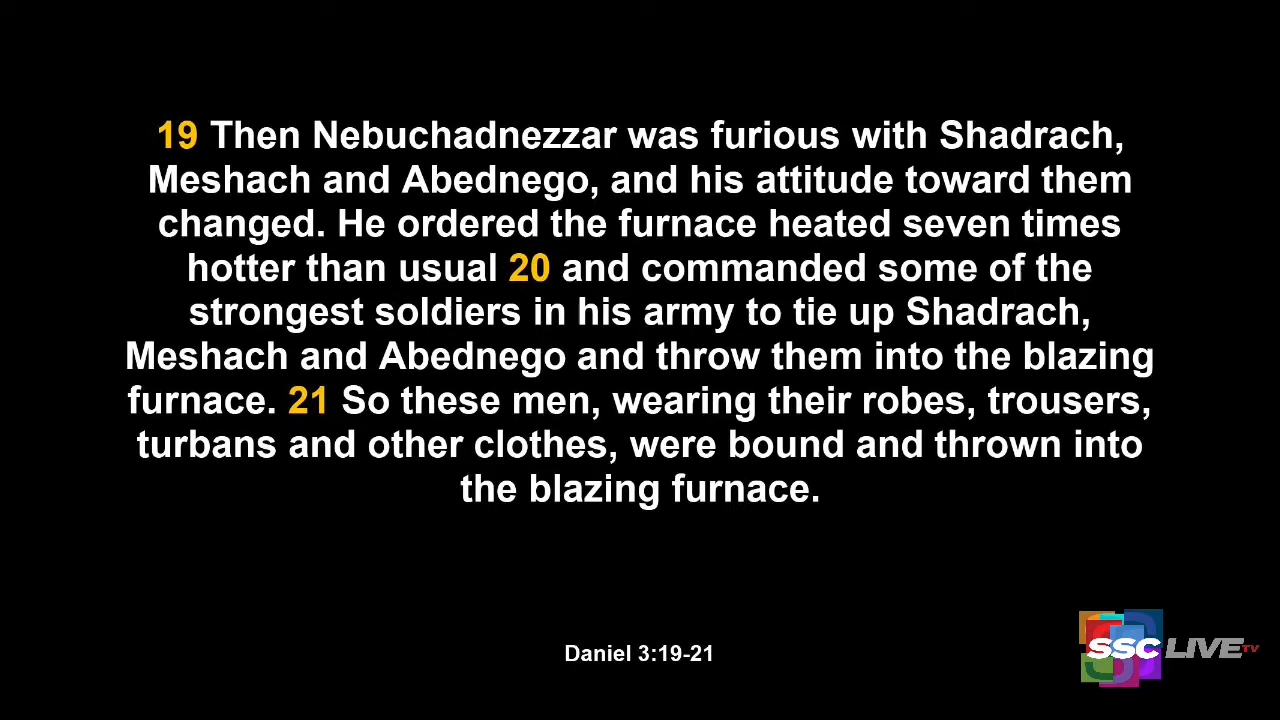 19 Then Nebuchadnezzar was furious with Shadrach,
Meshach and Abednego, and his attitude toward them
changed. He ordered the furnace heated seven times
hotter than usual 20 and commanded some of the
strongest soldiers in his army to tie up Shadrach,
Meshach and Abednego and throw them into the blazing
furnace. 21 So these men, wearing their robes, trousers,
turbans and other clothes, were bound and thrown into
the blazing furnace.
Daniel 3:19-21
SSC LIVE TV